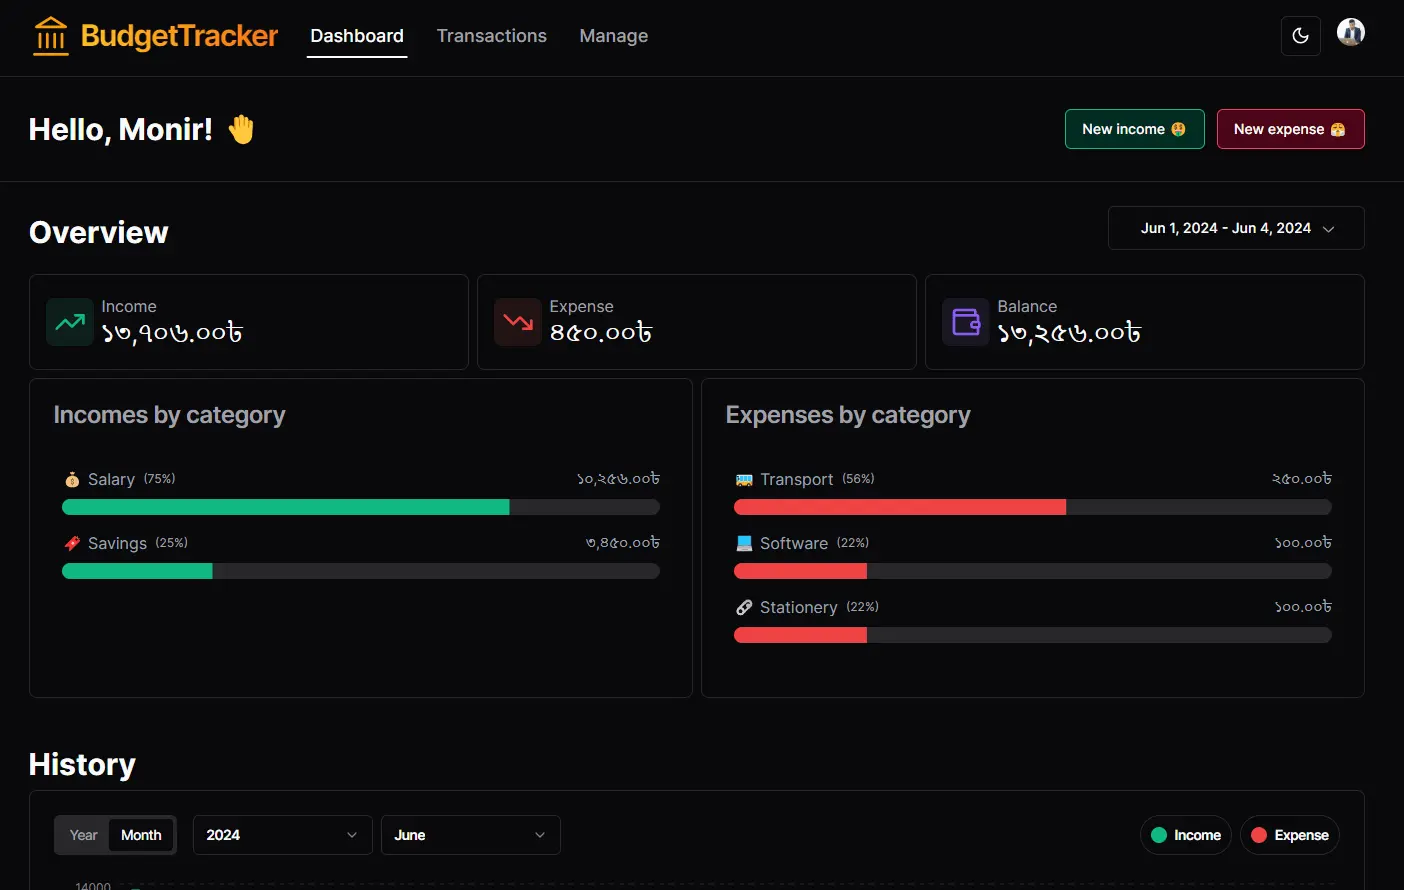 BudgetTracker Dashboard Transactions Manage
Hello, Monir! 👋
New income 🤑 New expense 😤
Overview
Jun 1, 2024 - Jun 4, 2024
Income
১৩,৭০৬.০০৳
Expense
৪৫০.০০৳
Balance
১৩,২৫৬.০০৳
Incomes by category
💰 Salary (75%) ১০,২৫৬.০০৳
Savings (25%) ৩,৪৫০.০০৳
Expenses by category
🚌 Transport (56%) ২৫০.০০৳
💻 Software (22%) ১০০.০০৳
Stationery (22%) ১০০.০০৳
History
Year Month 2024 June Income Expense
14000